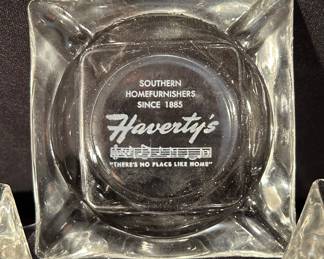 SOUTHERN
HOMEFURNISHERS
SINCE 1885
Haverty's
"THERE'S NO PLACE LIKE HOME"